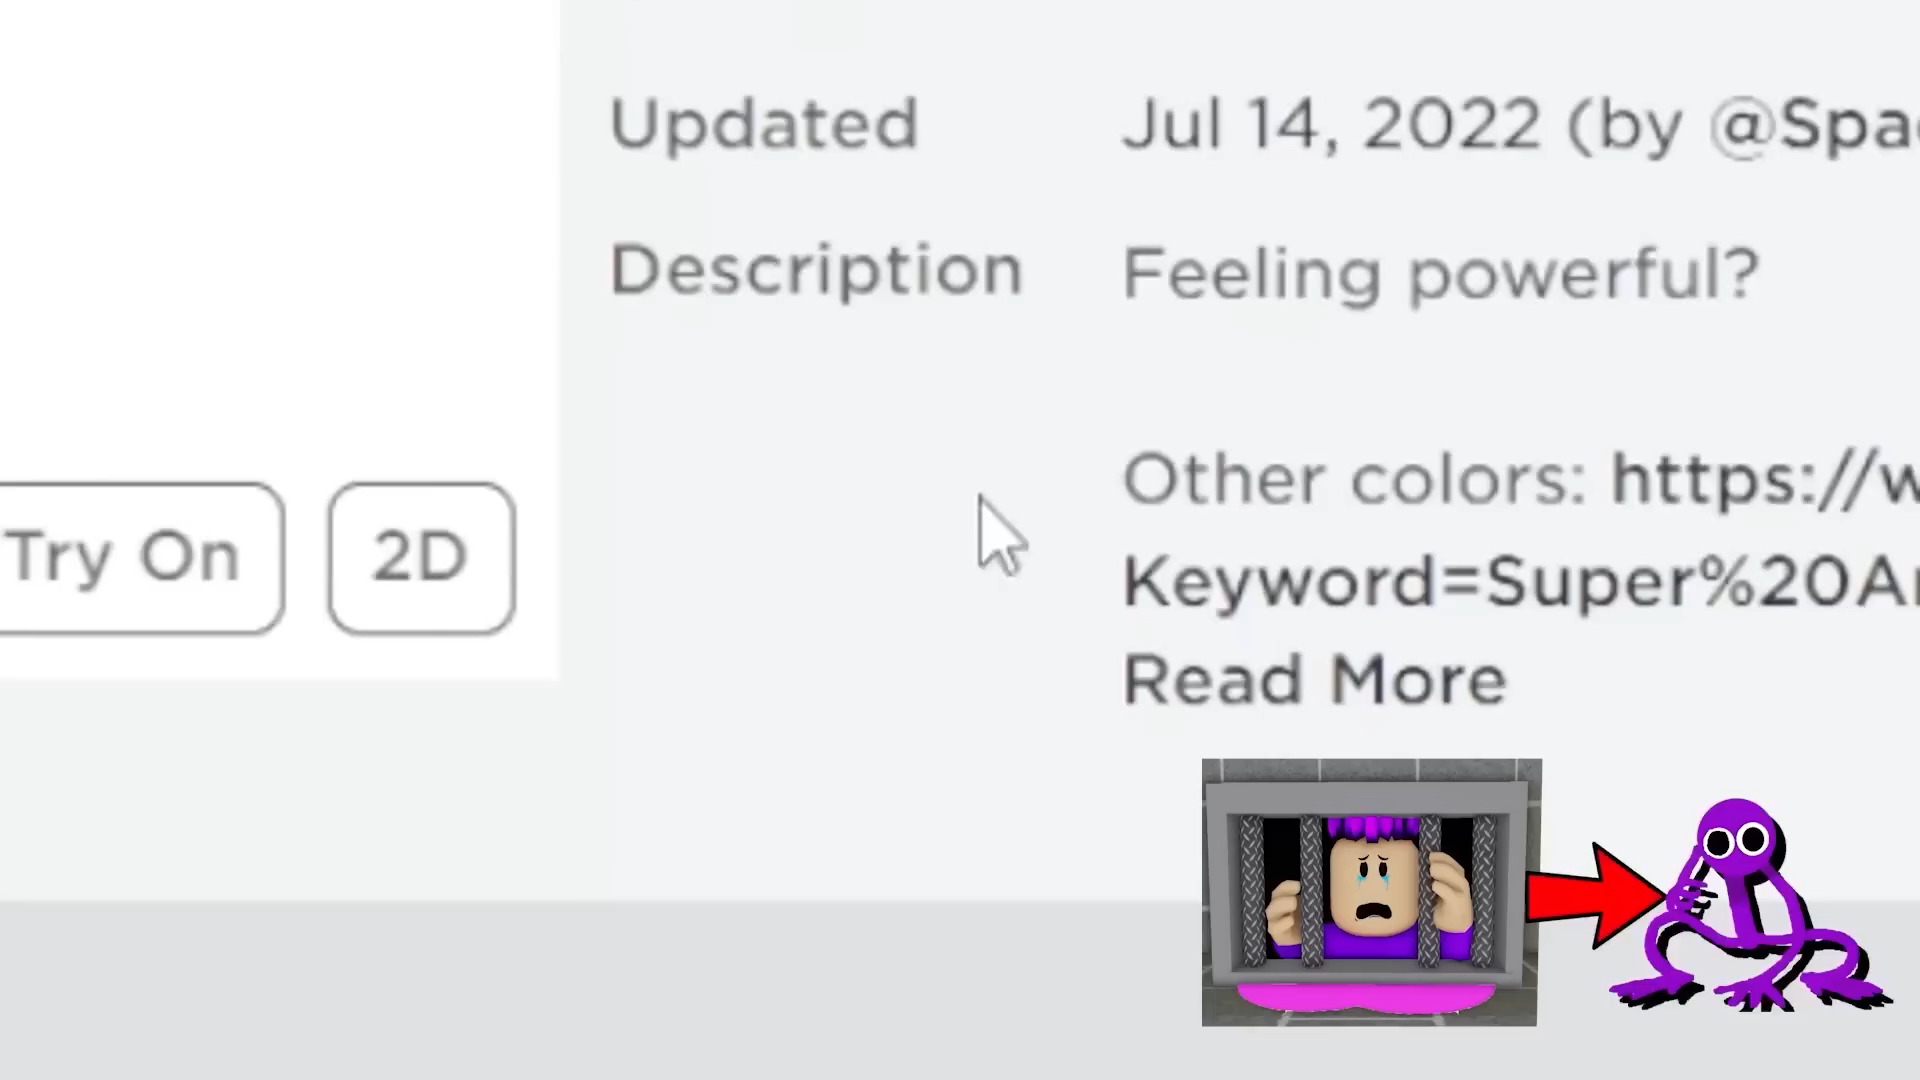 Updated
Jul 14, 2022 (by @Spa
Description
Feeling powerful?
Other colors: https://w
Keyword=Super%20A
Read More
Try On
2D